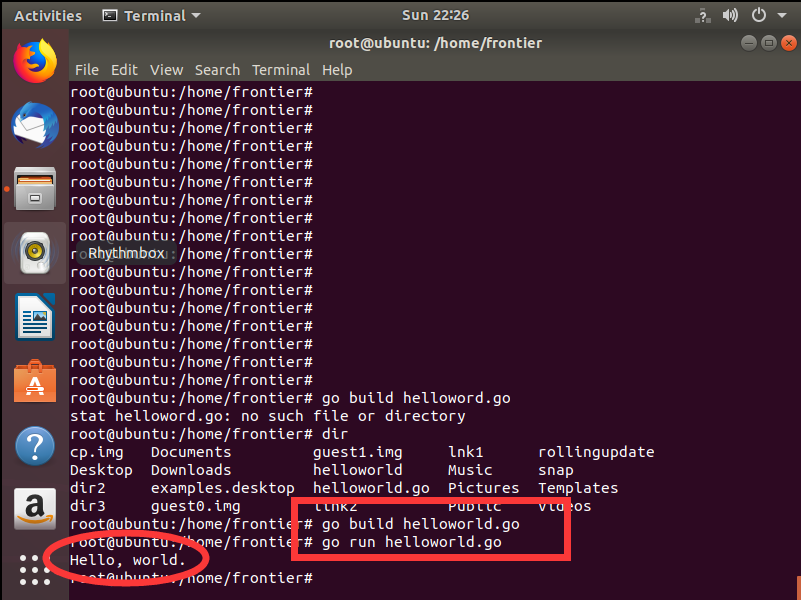 Activities Terminal Sun 22:26
root@ubuntu: /home/frontier
File Edit View Search Terminal Help
root@ubuntu:/home/frontier#
root@ubuntu:/home/frontier#
root@ubuntu:/home/frontier#
root@ubuntu:/home/frontier#
root@ubuntu:/home/frontier#
root@ubuntu:/home/frontier#
root@ubuntu:/home/frontier#
root@ubuntu:/home/frontier#
root@ubuntu:/home/frontier#
root@ubuntu:/home/frontier#
Rhythmbox
root@ubuntu:/home/frontier#
root@ubuntu:/home/frontier#
root@ubuntu:/home/frontier#
root@ubuntu:/home/frontier#
root@ubuntu:/home/frontier#
root@ubuntu:/home/frontier#
root@ubuntu:/home/frontier#
root@ubuntu:/home/frontier# go build helloword.go
stat helloword.go: no such file or directory
root@ubuntu:/home/frontier# dir
cp.img Documents guest1.img lnk1 rollingupdate
Desktop Downloads helloworld Music snap
dir2 examples.desktop helloworld.go Pictures Templates
dir3 guest0.img Public Videos
root@ubuntu:/home/frontier# go build helloworld.go
root@ubuntu:/home/frontier# go run helloworld.go
Hello, world.
root@ubuntu:/home/frontier#